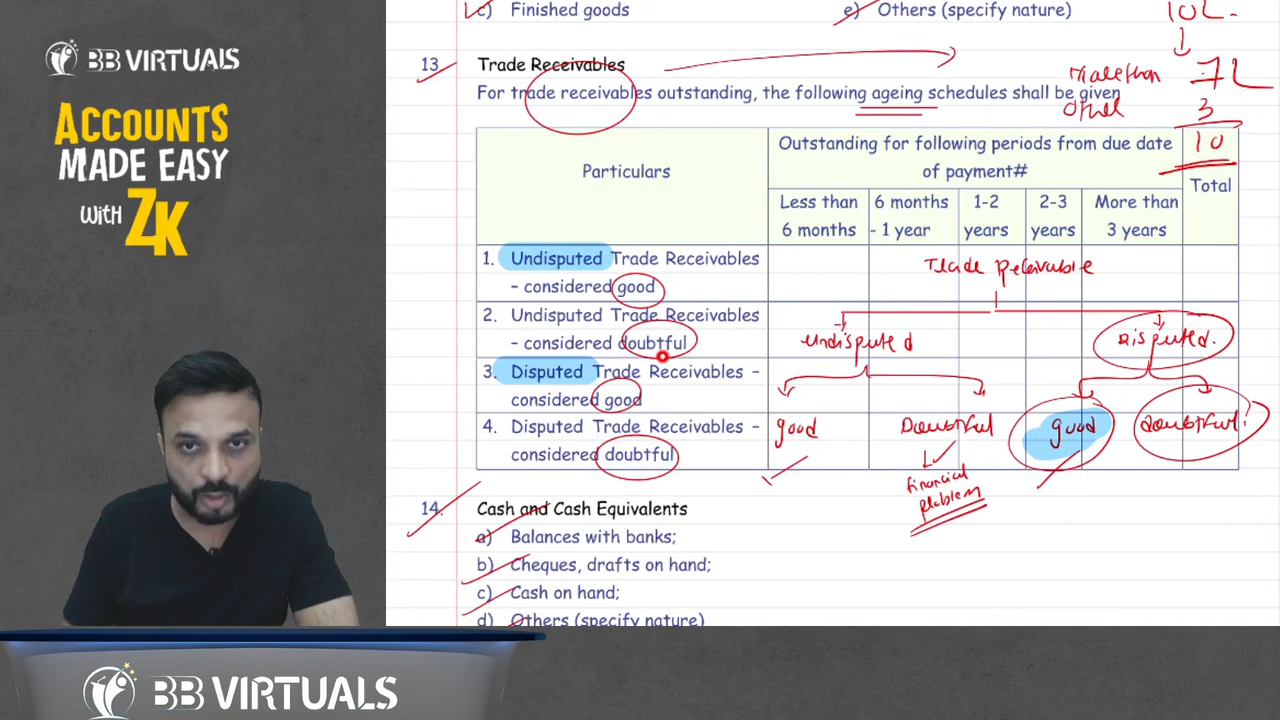 BB VIRTUALS
ACCOUNTS
MADE EASY
WITH ZK
c) Finished goods
e) Others (specify nature)
10L
13 Trade Receivables
For trade receivables outstanding, the following ageing schedules shall be given
7L
3
10
Particulars
Outstanding for following periods from due date of payment#
Total
Less than 6 months
6 months - 1 year
1-2 years
2-3 years
More than 3 years
1. Undisputed Trade Receivables
– considered good
2. Undisputed Trade Receivables
– considered doubtful
3. Disputed Trade Receivables –
considered good
4. Disputed Trade Receivables –
considered doubtful
Trade Receivable
undisputed
Disputed.
good
Doubtful
good
doubtful!
financial
problem
14. Cash and Cash Equivalents
a) Balances with banks;
b) Cheques, drafts on hand;
c) Cash on hand;
d) Others (specify nature)
BB VIRTUALS